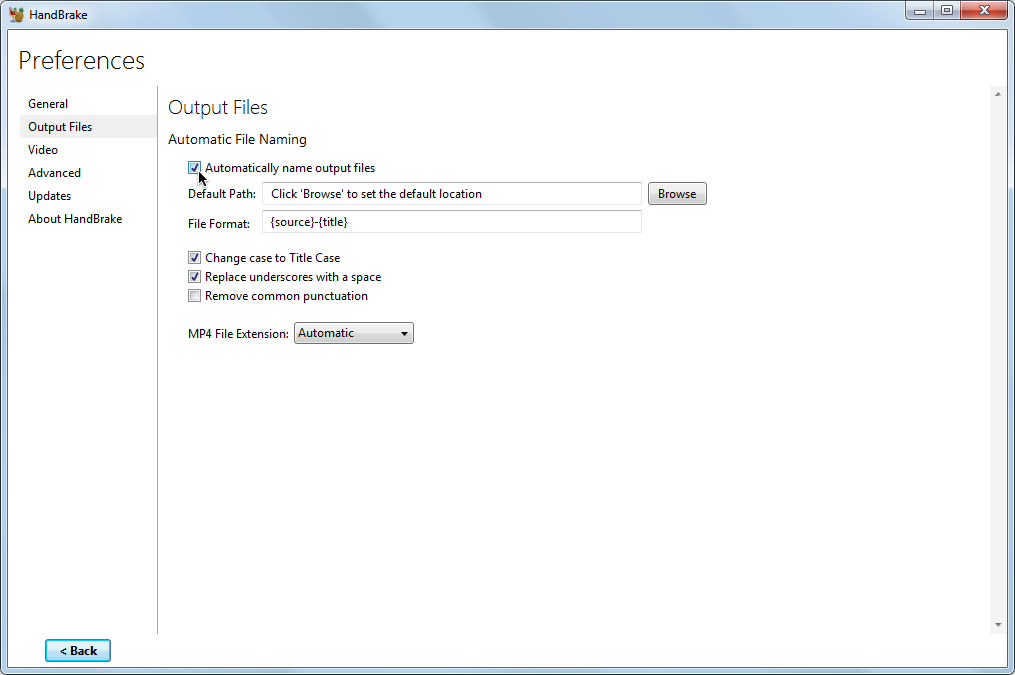 HandBrake
Preferences
General
Output Files
Video
Advanced
Updates
About HandBrake
Output Files
Automatic File Naming
Automatically name output files
Default Path: Click 'Browse' to set the default location Browse
File Format: {source}-{title}
Change case to Title Case
Replace underscores with a space
Remove common punctuation
MP4 File Extension: Automatic
< Back